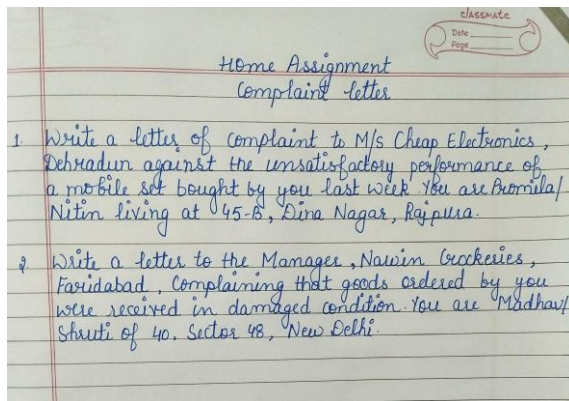 classmate
Date
Page
Home Assignment
Complaint letter
1. Write a letter of complaint to M/s Cheap Electronics,
Dehradun against the unsatisfactory performance of
a mobile set bought by you last week. You are Promila/
Nitin living at 45-B, Dina Nagar, Rajpura.
2. Write a letter to the Manager, Nawin Crockeries,
Faridabad, Complaining that goods ordered by you
were received in damaged condition. You are Madhav/
Shruti of 40, Sector 48, New Delhi.